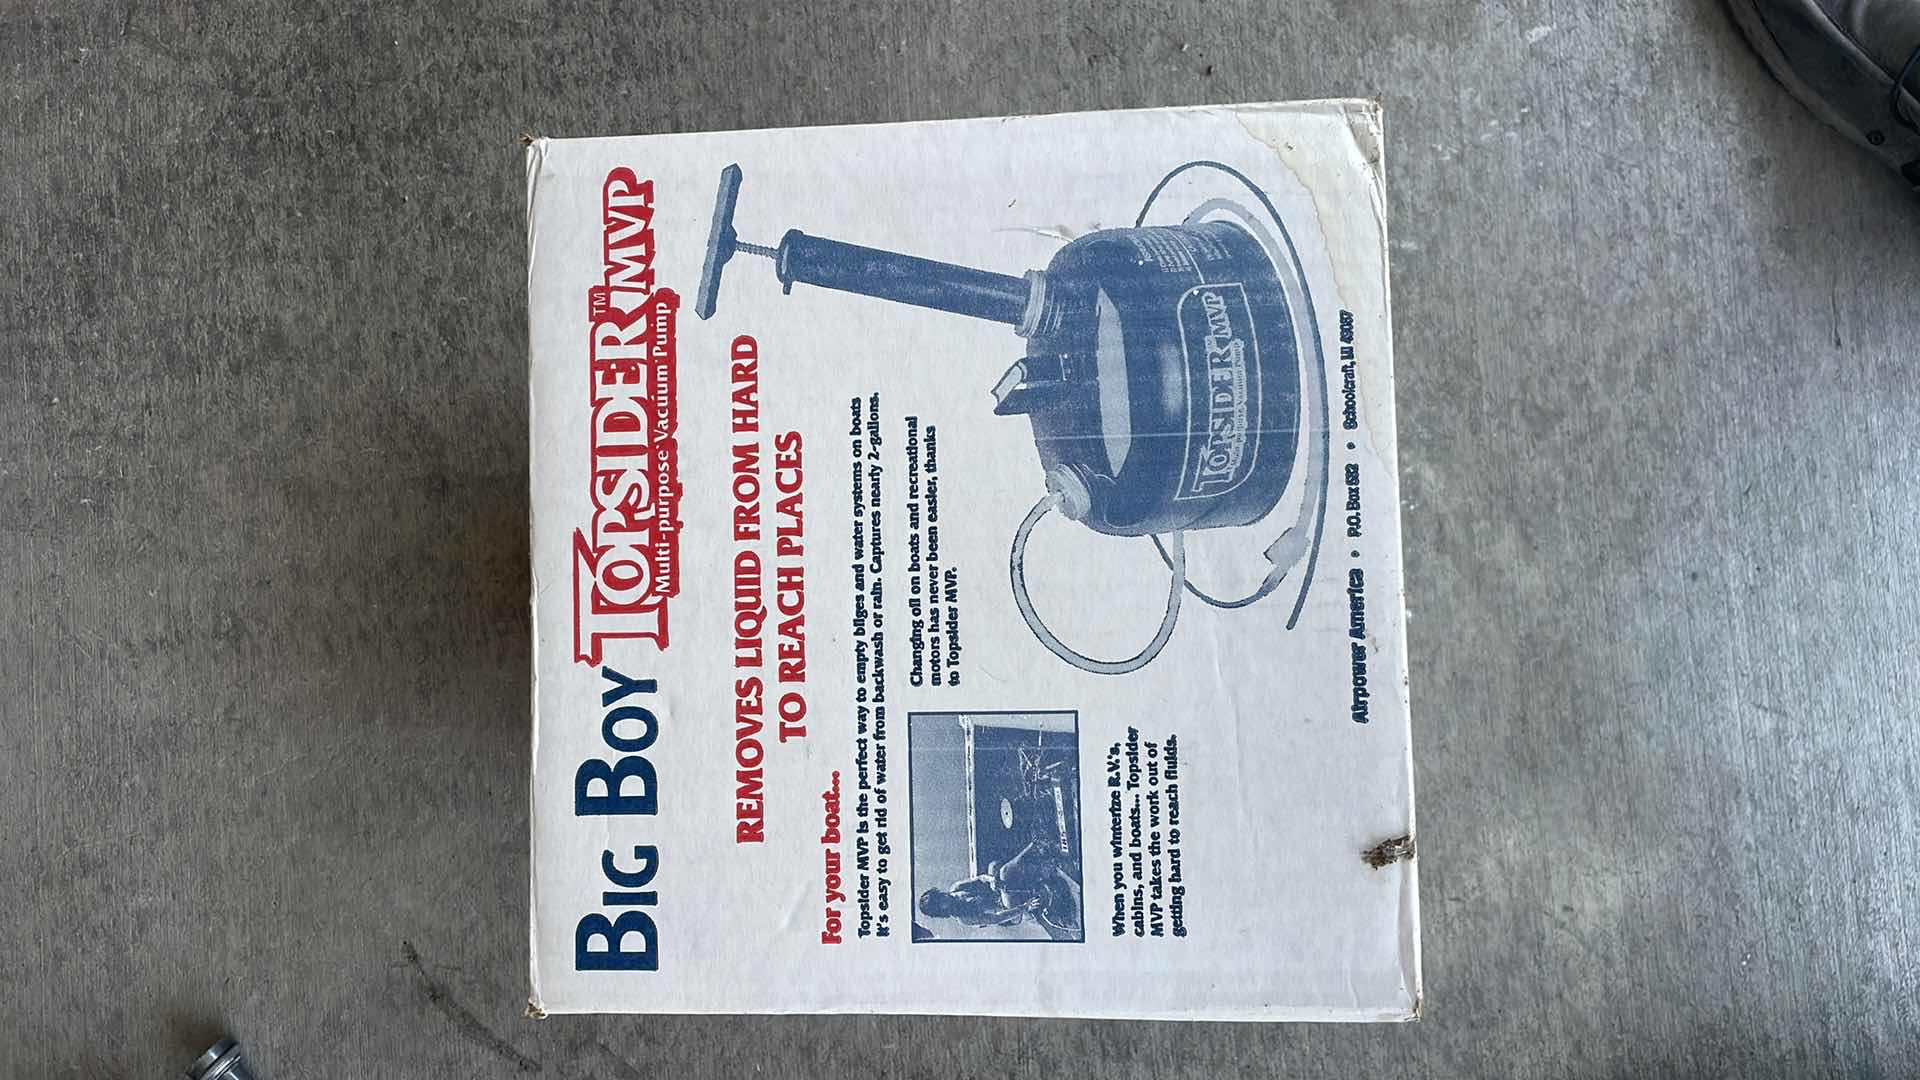 BIG BOY TOPSIDER™ MVP
Multi-purpose Vacuum Pump
REMOVES LIQUID FROM HARD
TO REACH PLACES
For your boat...
Topsider MVP is the perfect way to empty bilges and water systems on boats
It's easy to get rid of water from backwash or rain. Captures nearly 2-gallons.
Changing oil on boats and recreational
motors has never been easier, thanks
to Topsider MVP.
When you winterize R.V.'s,
cabins, and boats... Topsider
MVP takes the work out of
getting hard to reach fluids.
TOPSIDER™ MVP
Multi-purpose Vacuum Pump
Airpower America • P.O. Box 632 • Schoolcraft, MI 49087